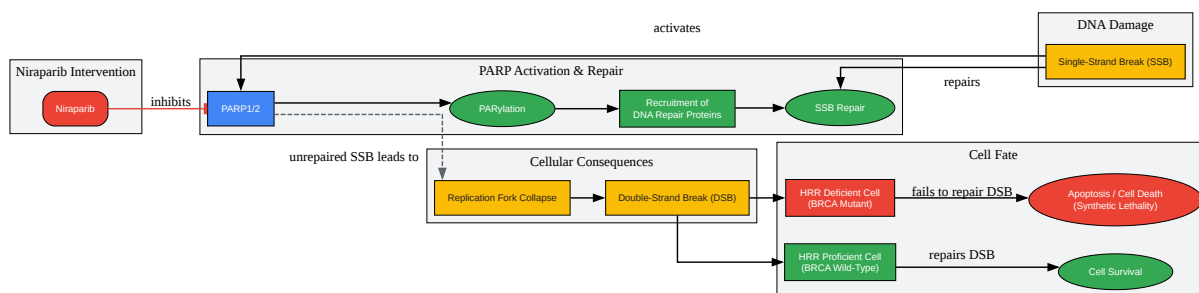 DNA Damage
activates
Single-Strand Break (SSB)
Niraparib Intervention
PARP Activation & Repair
repairs
Niraparib
inhibits
PARP1/2
PARylation
Recruitment of
DNA Repair Proteins
SSB Repair
unrepaired SSB leads to
Cellular Consequences
Cell Fate
Replication Fork Collapse
Double-Strand Break (DSB)
HRR Deficient Cell
(BRCA Mutant)
fails to repair DSB
Apoptosis / Cell Death
(Synthetic Lethality)
HRR Proficient Cell
(BRCA Wild-Type)
repairs DSB
Cell Survival